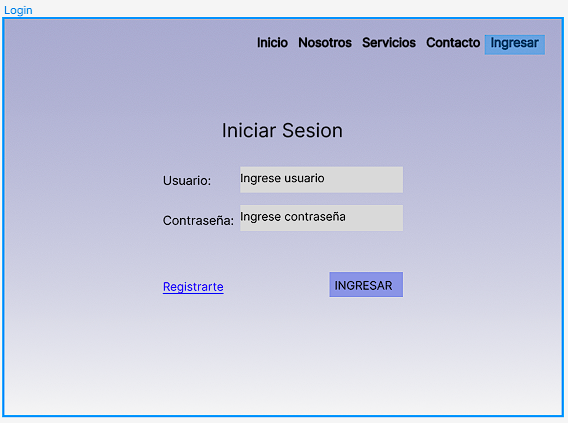 Login
Inicio Nosotros Servicios Contacto Ingresar
Iniciar Sesion
Usuario: Ingrese usuario
Contraseña: Ingrese contraseña
Registrarte INGRESAR